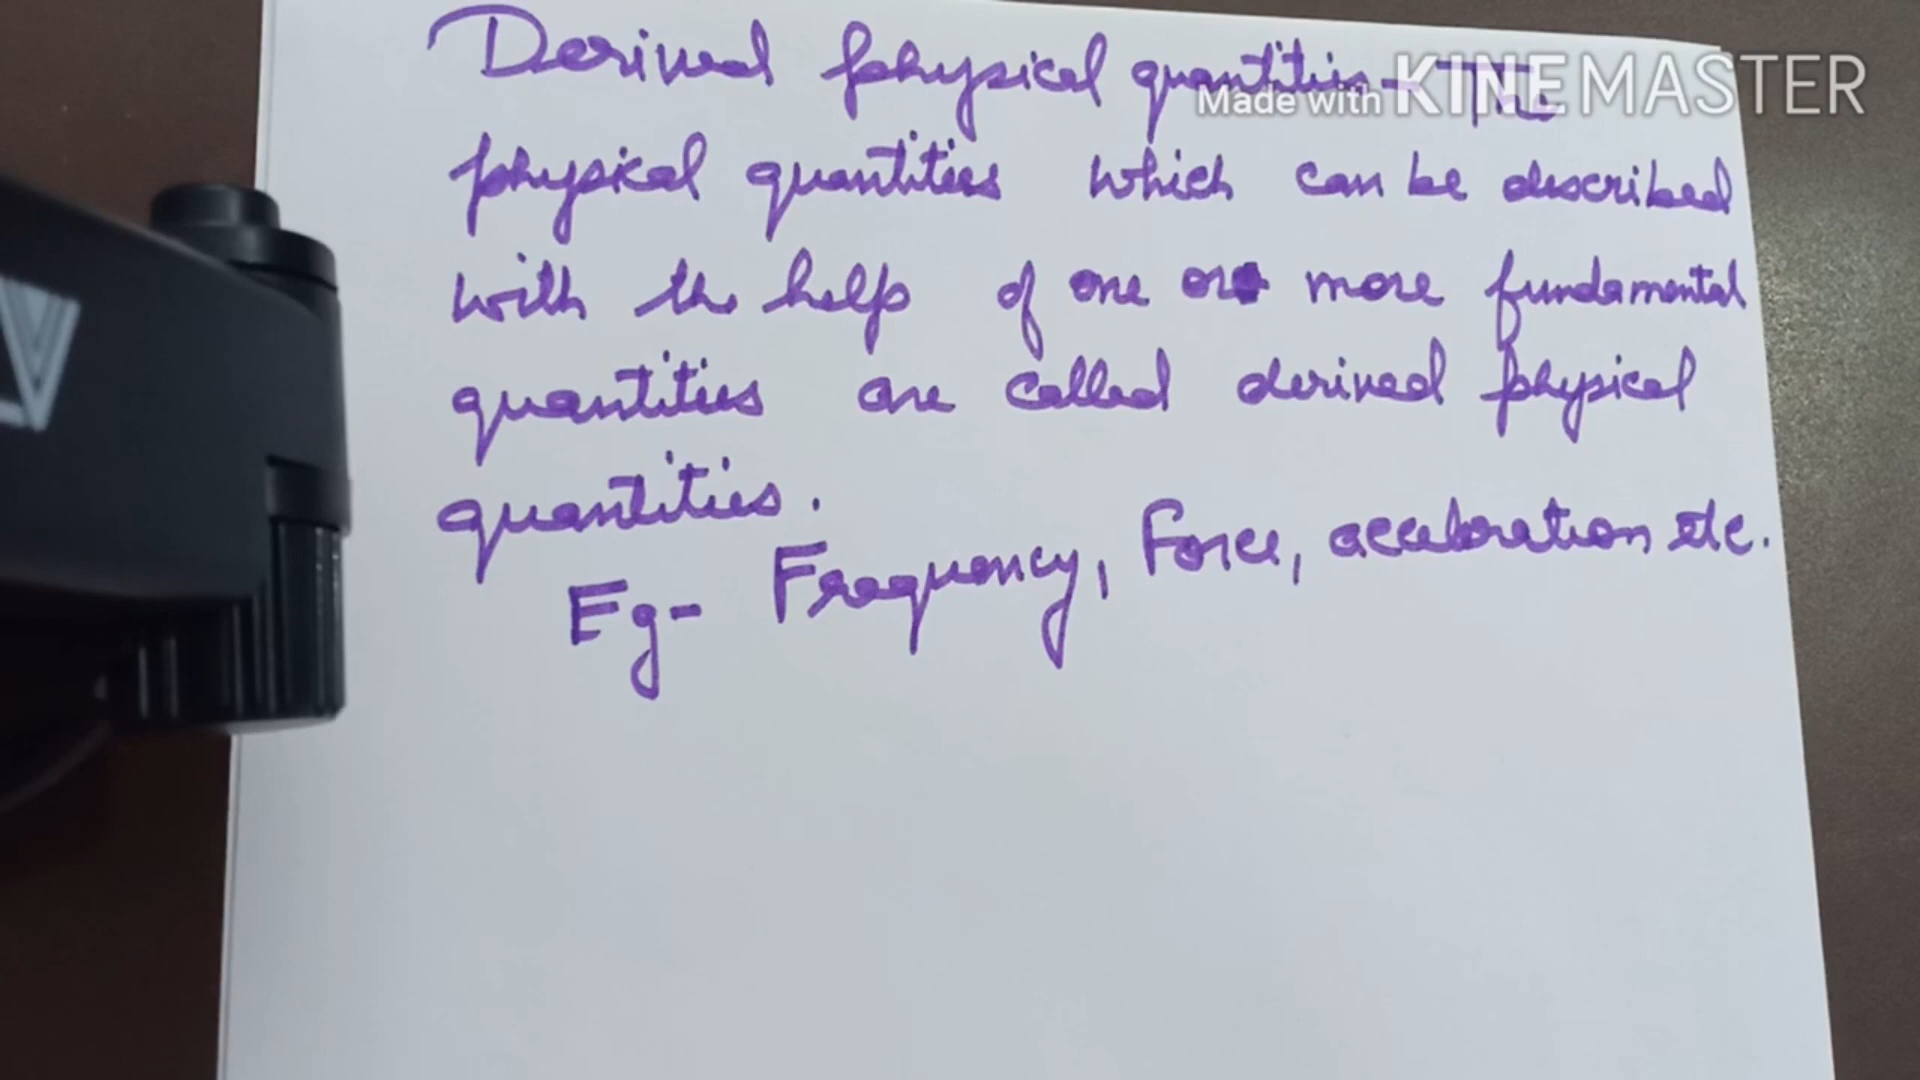 Derived physical quantities - The
Made with KINEMASTER
physical quantities which can be described
with the help of one or more fundamental
quantities are called derived physical
quantities.
Eg- Frequency, Force, acceleration etc.